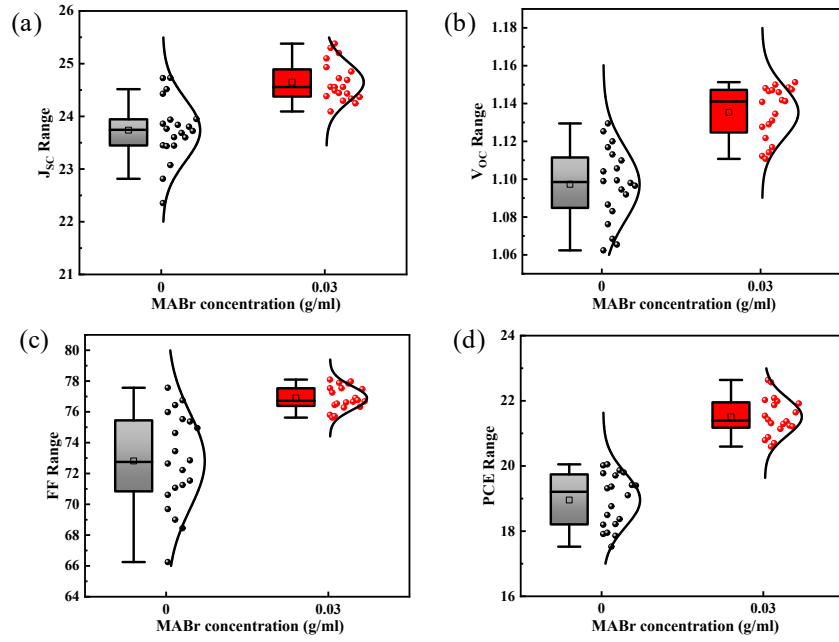 (a)
J_SC Range
26
25
24
23
22
21
0
0.03
MABr concentration (g/ml)
(b)
V_OC Range
1.18
1.16
1.14
1.12
1.10
1.08
1.06
0
0.03
MABr concentration (g/ml)
(c)
FF Range
80
78
76
74
72
70
68
66
64
0
0.03
MABr concentration (g/ml)
(d)
PCE Range
24
22
20
18
16
0
0.03
MABr concentration (g/ml)